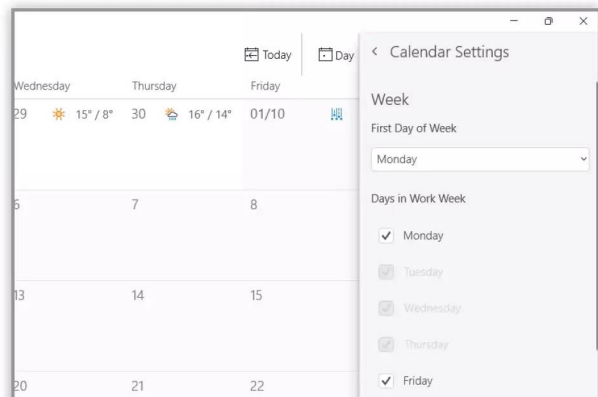 Today
Day
Wednesday
Thursday
Friday
29
15° / 8°
30
16° / 14°
01/10
6
7
8
13
14
15
20
21
22
Calendar Settings
Week
First Day of Week
Monday
Days in Work Week
Monday
Tuesday
Wednesday
Thursday
Friday